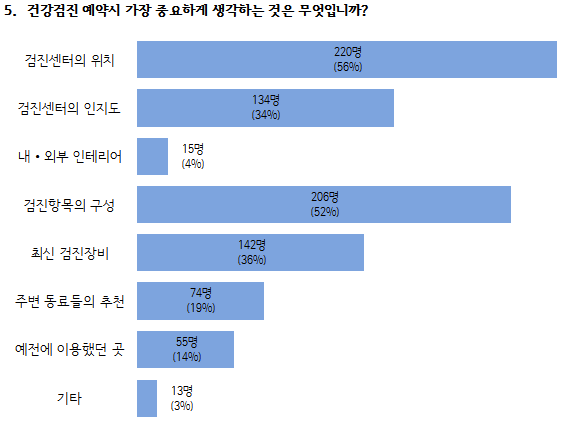 5. 건강검진 예약시 가장 중요하게 생각하는 것은 무엇입니까?
검진센터의 위치
220명
(56%)
검진센터의 인지도
134명
(34%)
내•외부 인테리어
15명
(4%)
검진항목의 구성
206명
(52%)
최신 검진장비
142명
(36%)
주변 동료들의 추천
74명
(19%)
예전에 이용했던 곳
55명
(14%)
기타
13명
(3%)